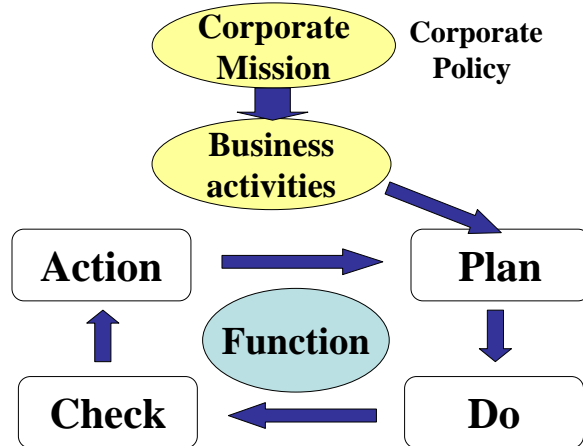 Corporate
Mission
Corporate
Policy
Business
activities
Action
Plan
Function
Check
Do